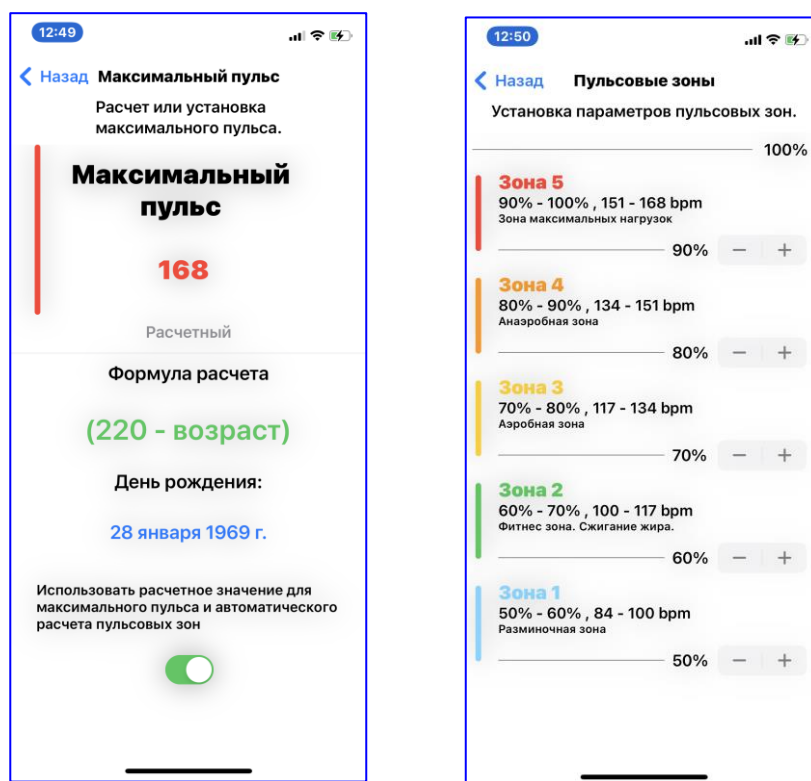 12:49
Назад Максимальный пульс
Расчет или установка
максимального пульса.
Максимальный
пульс
168
Расчетный
Формула расчета
(220 - возраст)
День рождения:
28 января 1969 г.
Использовать расчетное значение для
максимального пульса и автоматического
расчета пульсовых зон
12:50
Назад Пульсовые зоны
Установка параметров пульсовых зон.
100%
Зона 5
90% - 100% , 151 - 168 bpm
Зона максимальных нагрузок
90% − +
Зона 4
80% - 90% , 134 - 151 bpm
Анаэробная зона
80% − +
Зона 3
70% - 80% , 117 - 134 bpm
Аэробная зона
70% − +
Зона 2
60% - 70% , 100 - 117 bpm
Фитнес зона. Сжигание жира.
60% − +
Зона 1
50% - 60% , 84 - 100 bpm
Разминочная зона
50% − +